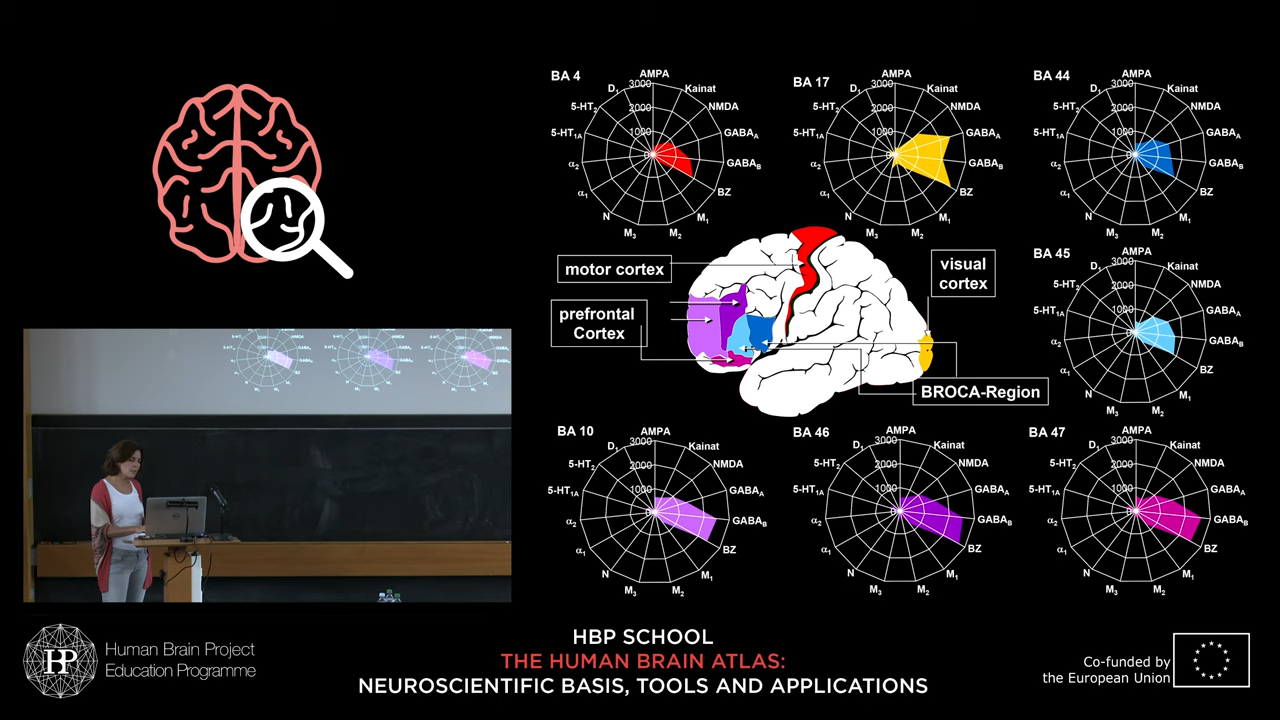 BA 4
AMPA
Kainat
NMDA
GABAA
GABAB
BZ
M1
M2
M3
N
α1
α2
5-HT1A
5-HT2
D1
3000
2000
1000
0
BA 17
AMPA
Kainat
NMDA
GABAA
GABAB
BZ
M1
M2
M3
N
α1
α2
5-HT1A
5-HT2
D1
3000
2000
1000
0
BA 44
AMPA
Kainat
NMDA
GABAA
GABAB
BZ
M1
M2
M3
N
α1
α2
5-HT1A
5-HT2
D1
3000
2000
1000
0
motor cortex
prefrontal
Cortex
visual
cortex
BROCA-Region
BA 45
AMPA
Kainat
NMDA
GABAA
GABAB
BZ
M1
M2
M3
N
α1
α2
5-HT1A
5-HT2
D1
3000
2000
1000
0
BA 10
AMPA
Kainat
NMDA
GABAA
GABAB
BZ
M1
M2
M3
N
α1
α2
5-HT1A
5-HT2
D1
3000
2000
1000
0
BA 46
AMPA
Kainat
NMDA
GABAA
GABAB
BZ
M1
M2
M3
N
α1
α2
5-HT1A
5-HT2
D1
3000
2000
1000
0
BA 47
AMPA
Kainat
NMDA
GABAA
GABAB
BZ
M1
M2
M3
N
α1
α2
5-HT1A
5-HT2
D1
3000
2000
1000
0
HBP
Human Brain Project
Education Programme
HBP SCHOOL
THE HUMAN BRAIN ATLAS:
NEUROSCIENTIFIC BASIS, TOOLS AND APPLICATIONS
Co-funded by
the European Union